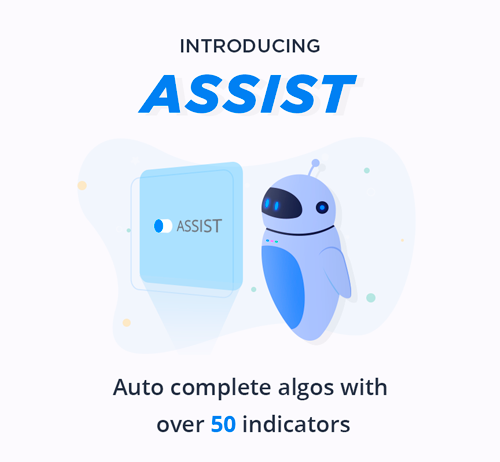 INTRODUCING
ASSIST
ASSIST
Auto complete algos with
over 50 indicators